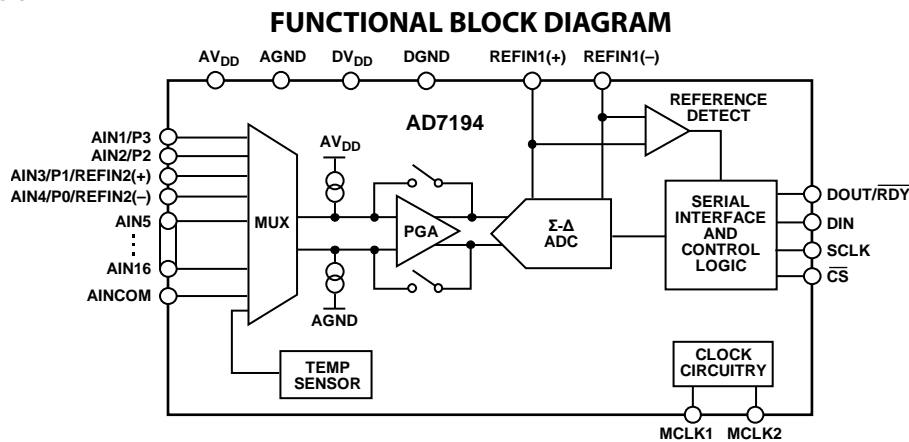 FUNCTIONAL BLOCK DIAGRAM
AVDD AGND DVDD DGND REFIN1(+) REFIN1(–)
AD7194
REFERENCE
DETECT
AIN1/P3
AIN2/P2
AIN3/P1/REFIN2(+)
AIN4/P0/REFIN2(–)
AIN5
AIN16
AINCOM
MUX
AVDD
AGND
PGA
Σ-Δ
ADC
SERIAL
INTERFACE
AND
CONTROL
LOGIC
DOUT/RDY
DIN
SCLK
CS
TEMP
SENSOR
CLOCK
CIRCUITRY
MCLK1 MCLK2